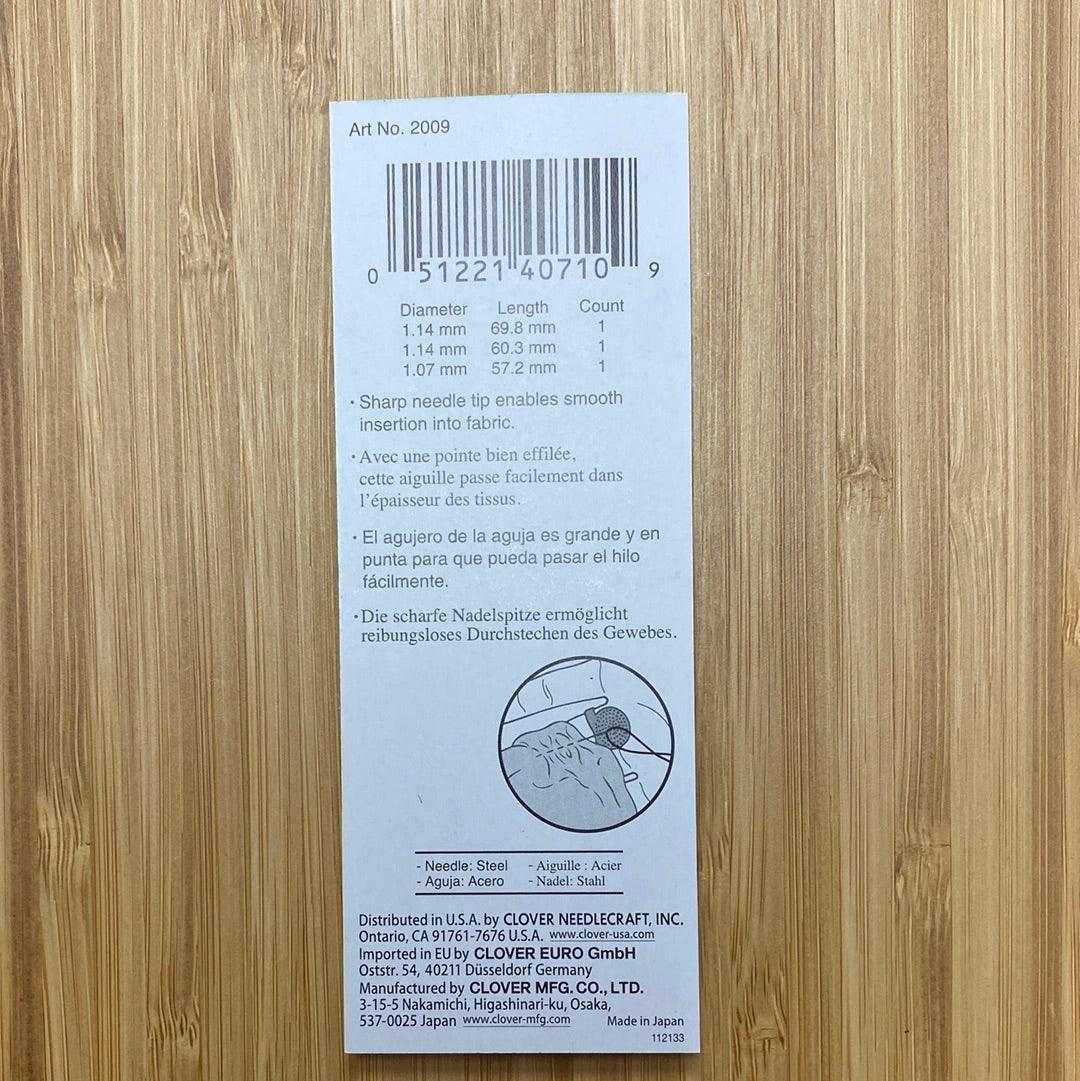 Art No. 2009
0 51221 40710 9
Diameter Length Count
1.14 mm 69.8 mm 1
1.14 mm 60.3 mm 1
1.07 mm 57.2 mm 1
· Sharp needle tip enables smooth
insertion into fabric.
· Avec une pointe bien effilée,
cette aiguille passe facilement dans
l'épaisseur des tissus.
· El agujero de la aguja es grande y en
punta para que pueda pasar el hilo
fácilmente.
· Die scharfe Nadelspitze ermöglicht
reibungsloses Durchstechen des Gewebes.
- Needle: Steel - Aiguille : Acier
- Aguja: Acero - Nadel: Stahl
Distributed in U.S.A. by CLOVER NEEDLECRAFT, INC.
Ontario, CA 91761-7676 U.S.A. www.clover-usa.com
Imported in EU by CLOVER EURO GmbH
Oststr. 54, 40211 Düsseldorf Germany
Manufactured by CLOVER MFG. CO., LTD.
3-15-5 Nakamichi, Higashinari-ku, Osaka,
537-0025 Japan www.clover-mfg.com Made in Japan
112133